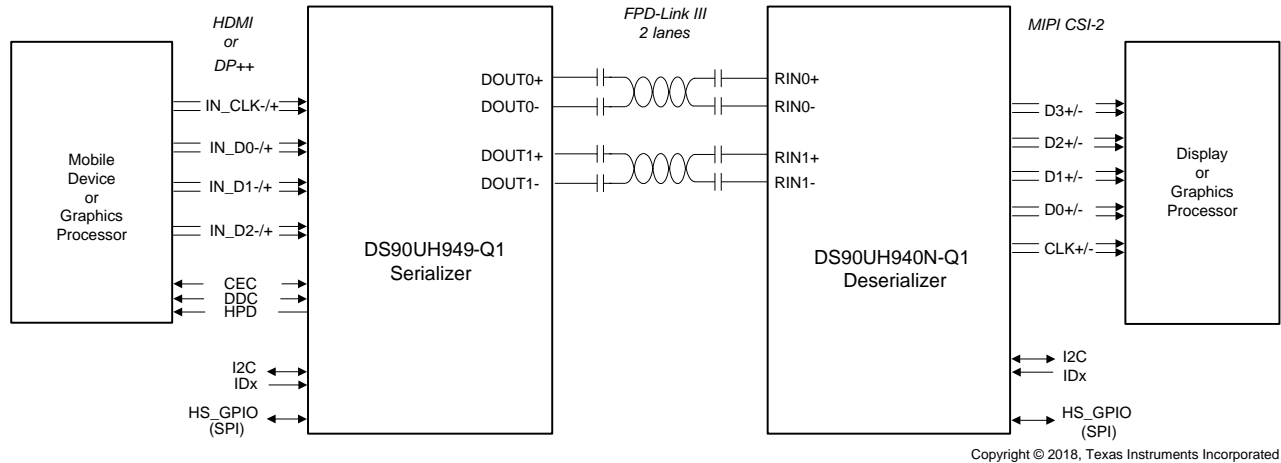 HDMI
or
DP++
FPD-Link III
2 lanes
MIPI CSI-2
Mobile
Device
or
Graphics
Processor
IN_CLK-/+
IN_D0-/+
IN_D1-/+
IN_D2-/+
CEC
DDC
HPD
I2C
IDx
HS_GPIO
(SPI)
DOUT0+
DOUT0-
DOUT1+
DOUT1-
DS90UH949-Q1
Serializer
RIN0+
RIN0-
RIN1+
RIN1-
DS90UH940N-Q1
Deserializer
D3+/-
D2+/-
D1+/-
D0+/-
CLK+/-
I2C
IDx
HS_GPIO
(SPI)
Display
or
Graphics
Processor
Copyright © 2018, Texas Instruments Incorporated